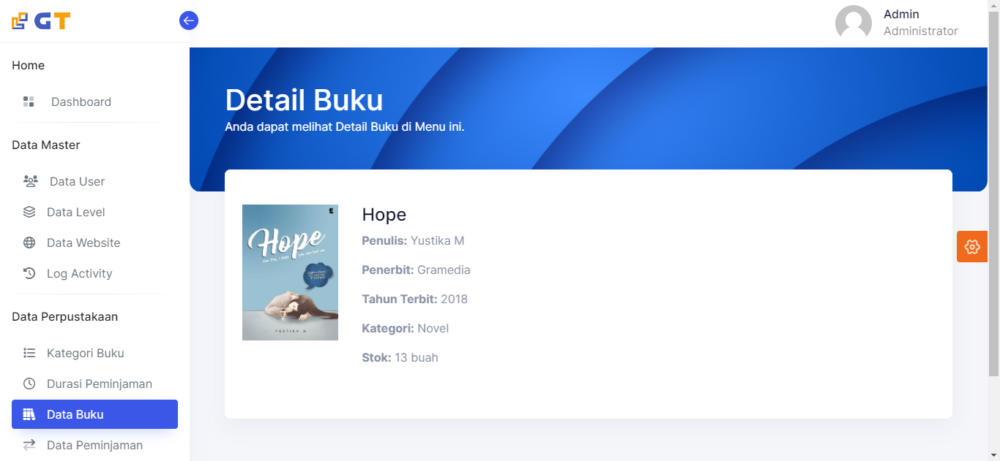 GT
Admin
Administrator
Home
Dashboard
Data Master
Data User
Data Level
Data Website
Log Activity
Data Perpustakaan
Kategori Buku
Durasi Peminjaman
Data Buku
Data Peminjaman
Detail Buku
Anda dapat melihat Detail Buku di Menu ini.
Hope
YUSTIKA M
Hope
Penulis: Yustika M
Penerbit: Gramedia
Tahun Terbit: 2018
Kategori: Novel
Stok: 13 buah